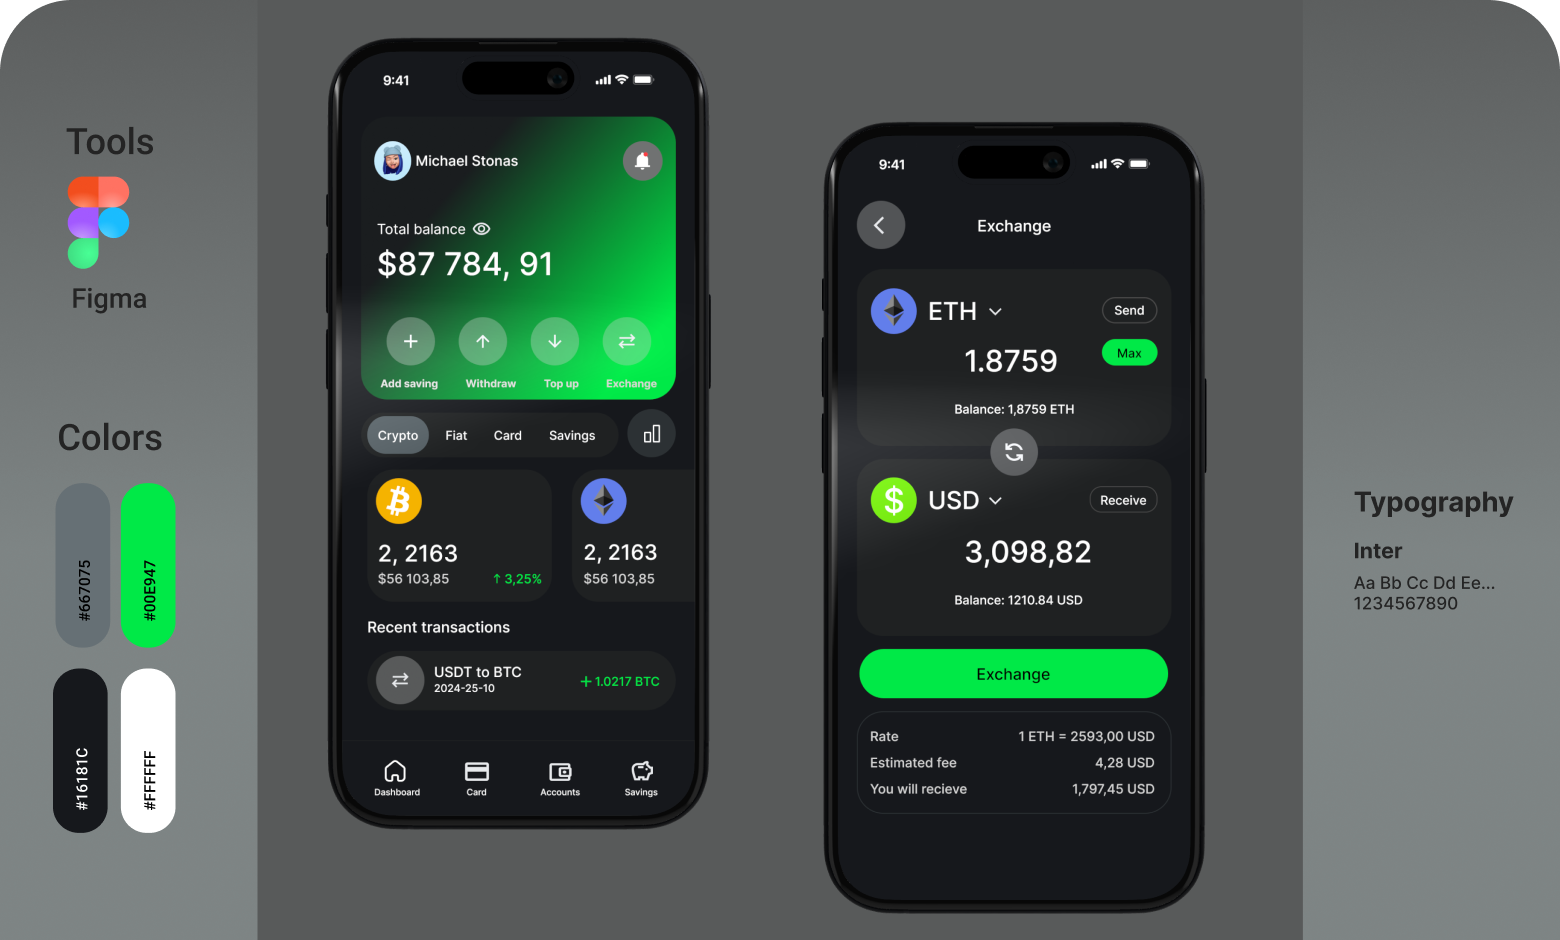 Tools
Figma
Colors
#667075
#00E947
#16181C
#FFFFFF
9:41
Michael Stonas
Total balance
$87 784, 91
Add saving
Withdraw
Top up
Exchange
Crypto
Fiat
Card
Savings
2, 2163
$56 103,85
↑ 3,25%
2, 2163
$56 103,85
Recent transactions
USDT to BTC
2024-25-10
+ 1.0217 BTC
Dashboard
Card
Accounts
Savings
9:41
Exchange
ETH
Send
1.8759
Max
Balance: 1,8759 ETH
$
USD
Receive
3,098,82
Balance: 1210.84 USD
Exchange
Rate
1 ETH = 2593,00 USD
Estimated fee
4,28 USD
You will recieve
1,797,45 USD
Typography
Inter
Aa Bb Cc Dd Ee...
1234567890